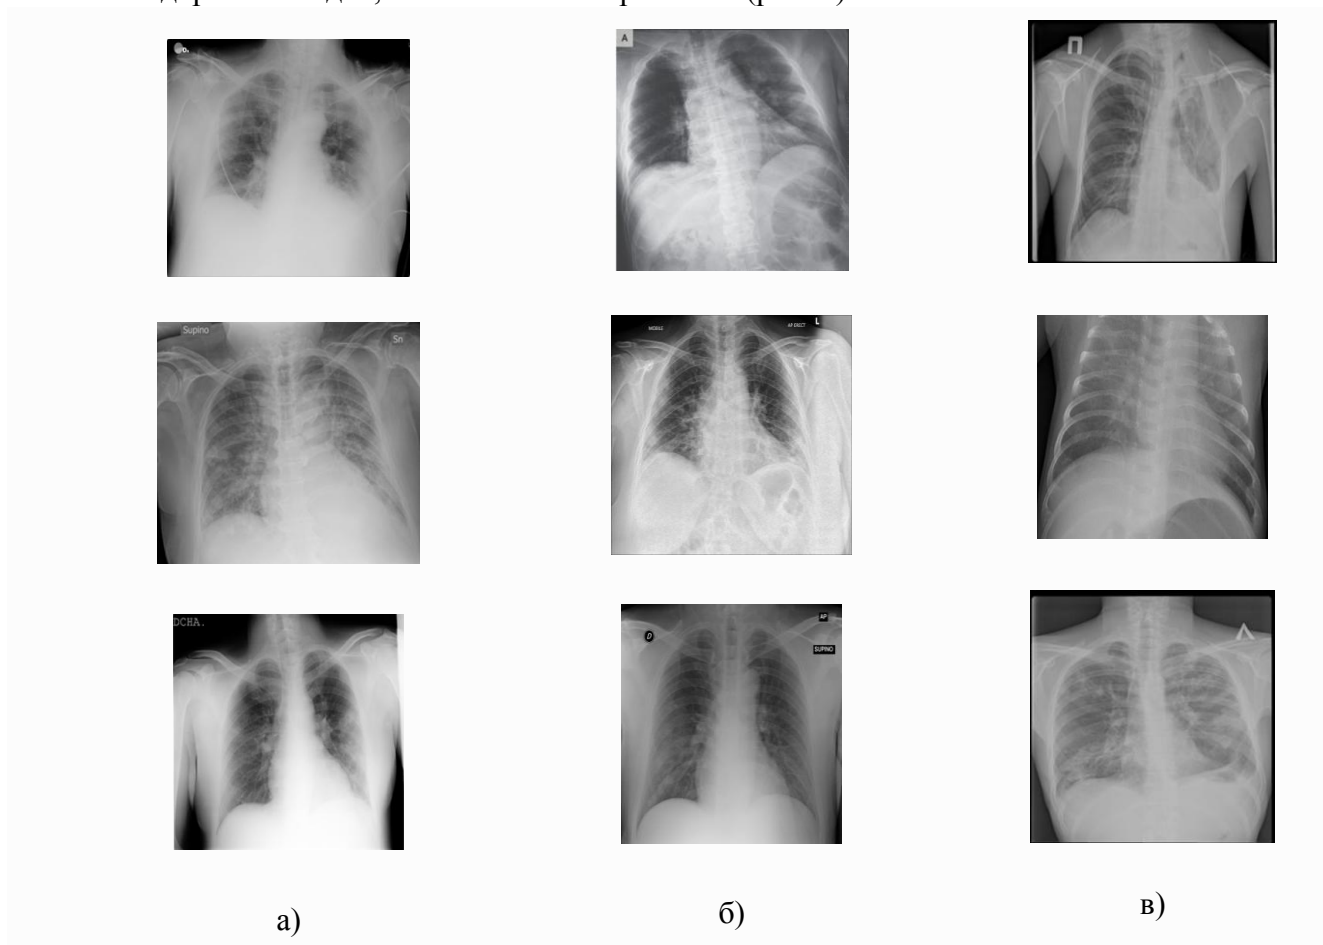 А
П
MOBILE
AP ERECT
L
Supino
Sn
DCHA.
D
AP
SUPINO
а)
б)
в)